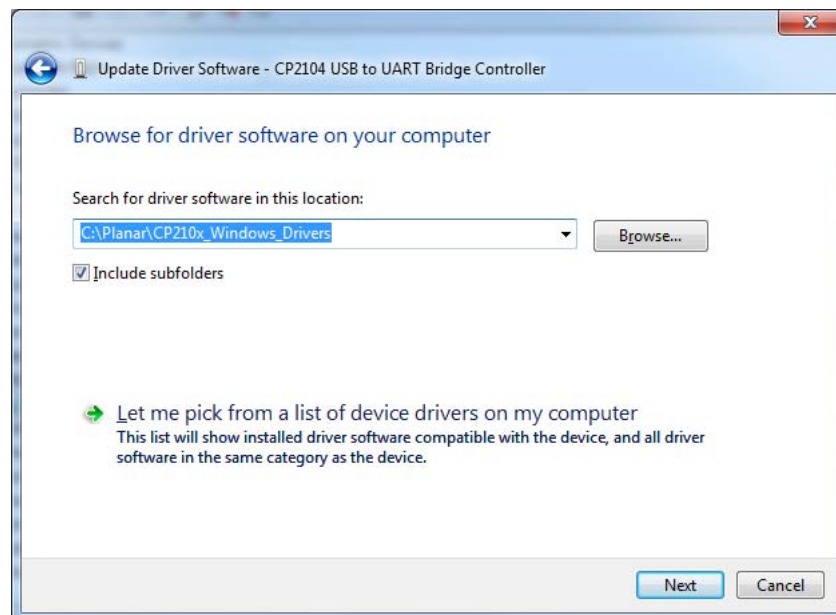 Update Driver Software - CP2104 USB to UART Bridge Controller
Browse for driver software on your computer
Search for driver software in this location:
C:\Planar\CP210x_Windows_Drivers
Browse...
Include subfolders
Let me pick from a list of device drivers on my computer
This list will show installed driver software compatible with the device, and all driver
software in the same category as the device.
Next
Cancel